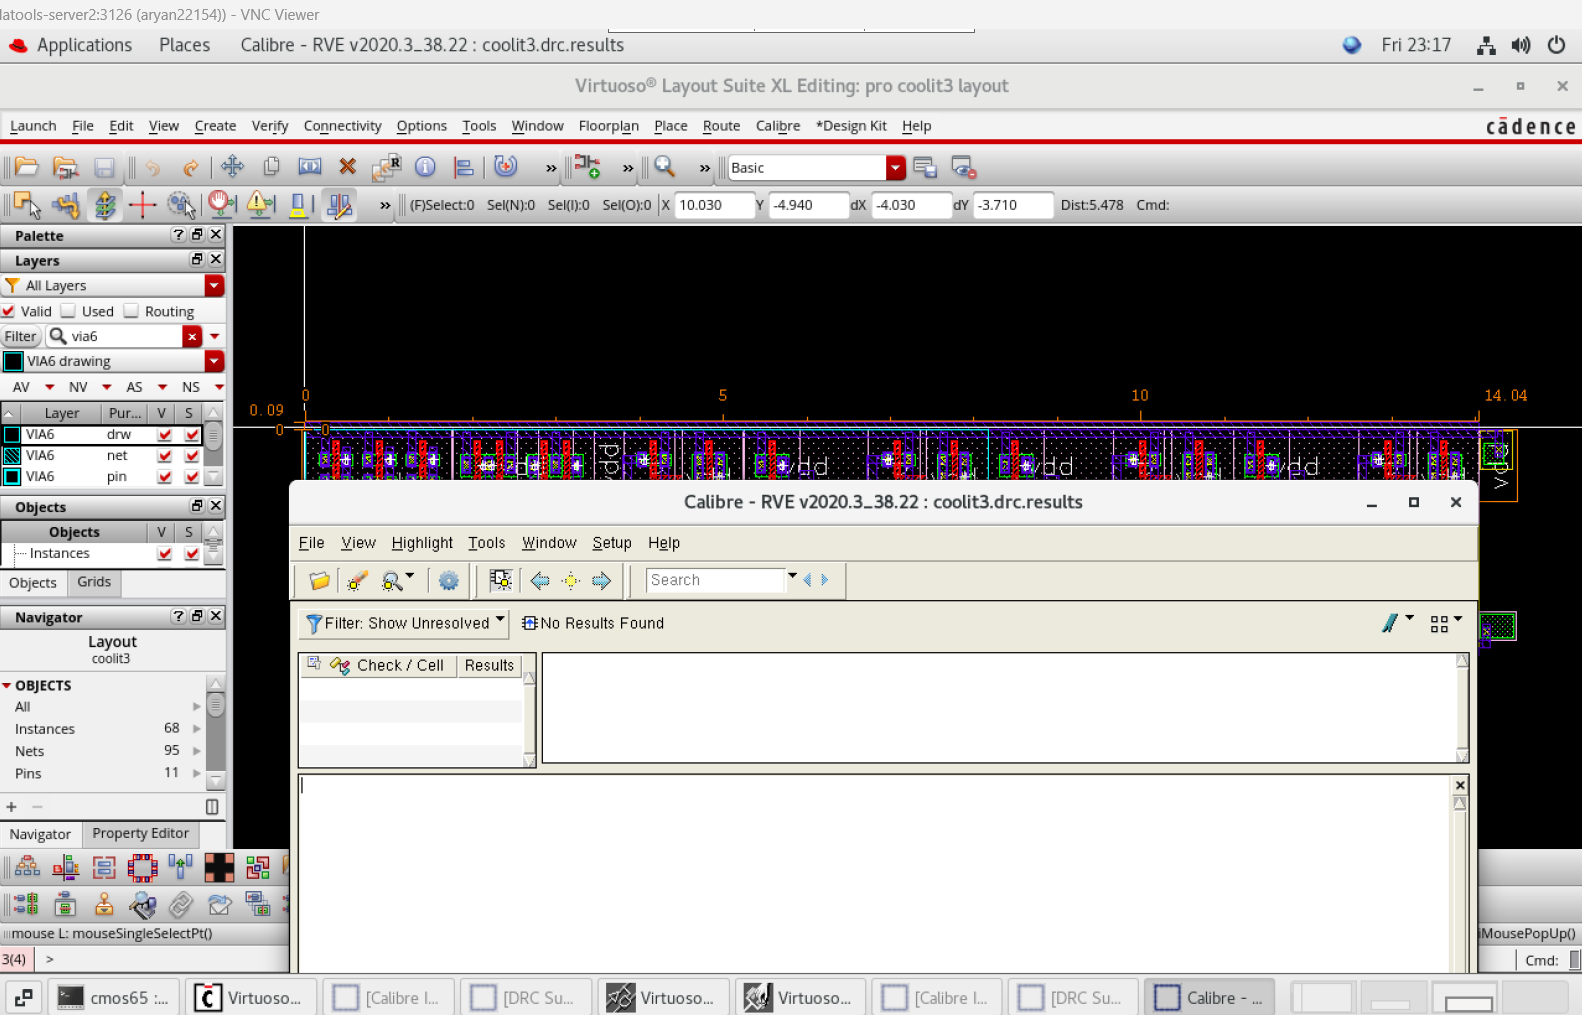 latools-server2:3126 (aryan22154)) - VNC Viewer
Applications Places Calibre - RVE v2020.3_38.22 : coolit3.drc.results Fri 23:17
Virtuoso® Layout Suite XL Editing: pro coolit3 layout
Launch File Edit View Create Verify Connectivity Options Tools Window Floorplan Place Route Calibre *Design Kit Help cādence
R » » » Basic
» (F)Select:0 Sel(N):0 Sel(I):0 Sel(O):0 X 10.030 Y -4.940 dX -4.030 dY -3.710 Dist:5.478 Cmd:
Palette
Layers
All Layers
Valid Used Routing
Filter via6
VIA6 drawing
AV NV AS NS
Layer Pur... V S
VIA6 drw
VIA6 net
VIA6 pin
0 5 10 14.04
0.09
0 0
vdd vdd vdd vdd
Objects
Objects V S
Instances
Objects Grids
Navigator
Layout
coolit3
OBJECTS
All
Instances 68
Nets 95
Pins 11
+ −
Navigator Property Editor
Calibre - RVE v2020.3_38.22 : coolit3.drc.results
File View Highlight Tools Window Setup Help
Search
Filter: Show Unresolved No Results Found
Check / Cell Results
mouse L: mouseSingleSelectPt() iMousePopUp()
3(4) > Cmd:
cmos65 :... Virtuoso... [Calibre I... [DRC Su... Virtuoso... Virtuoso... [Calibre I... [DRC Su... Calibre - ...